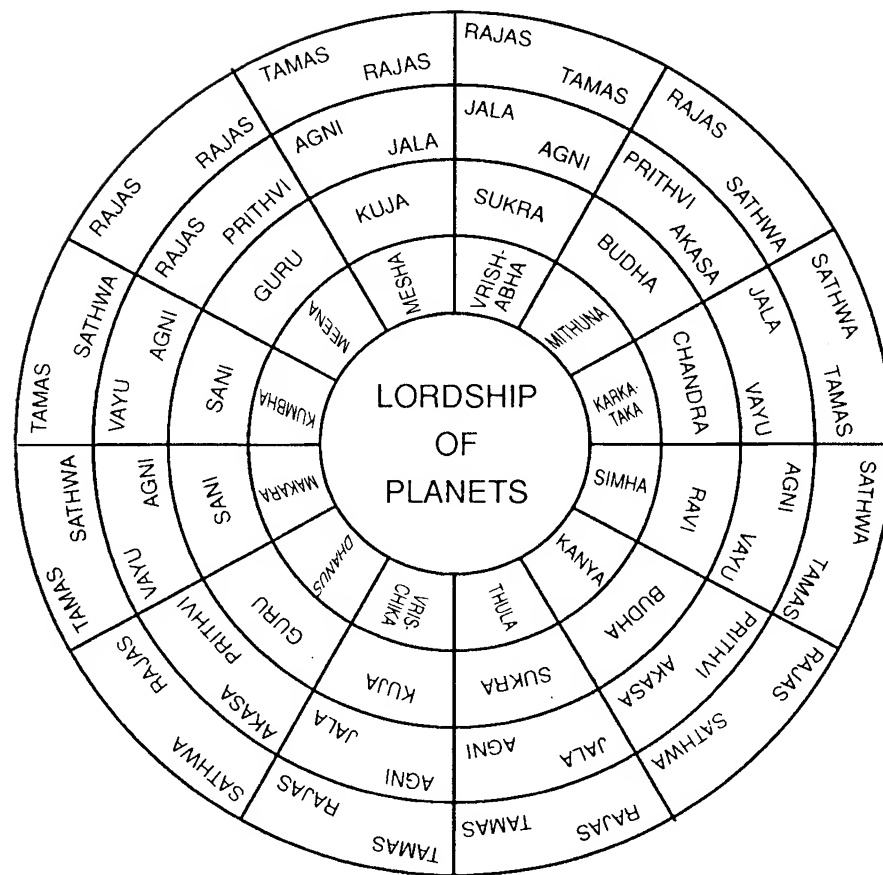 LORDSHIP
OF
PLANETS
MESHA
KUJA
AGNI
JALA
TAMAS
RAJAS
VRISH-
ABHA
SUKRA
JALA
AGNI
RAJAS
TAMAS
MITHUNA
BUDHA
PRITHVI
AKASA
RAJAS
SATHWA
KARKA-
TAKA
CHANDRA
JALA
VAYU
SATHWA
TAMAS
SIMHA
RAVI
AGNI
VAYU
SATHWA
TAMAS
KANYA
BUDHA
PRITHVI
AKASA
RAJAS
SATHWA
THULA
SUKRA
JALA
AGNI
RAJAS
TAMAS
VRIS-
CHIKA
KUJA
AGNI
JALA
TAMAS
RAJAS
DHANUS
GURU
AKASA
PRITHVI
SATHWA
RAJAS
MAKARA
SANI
VAYU
AGNI
TAMAS
SATHWA
KUMBHA
SANI
VAYU
AGNI
TAMAS
SATHWA
MEENA
GURU
RAJAS
PRITHVI
RAJAS
RAJAS